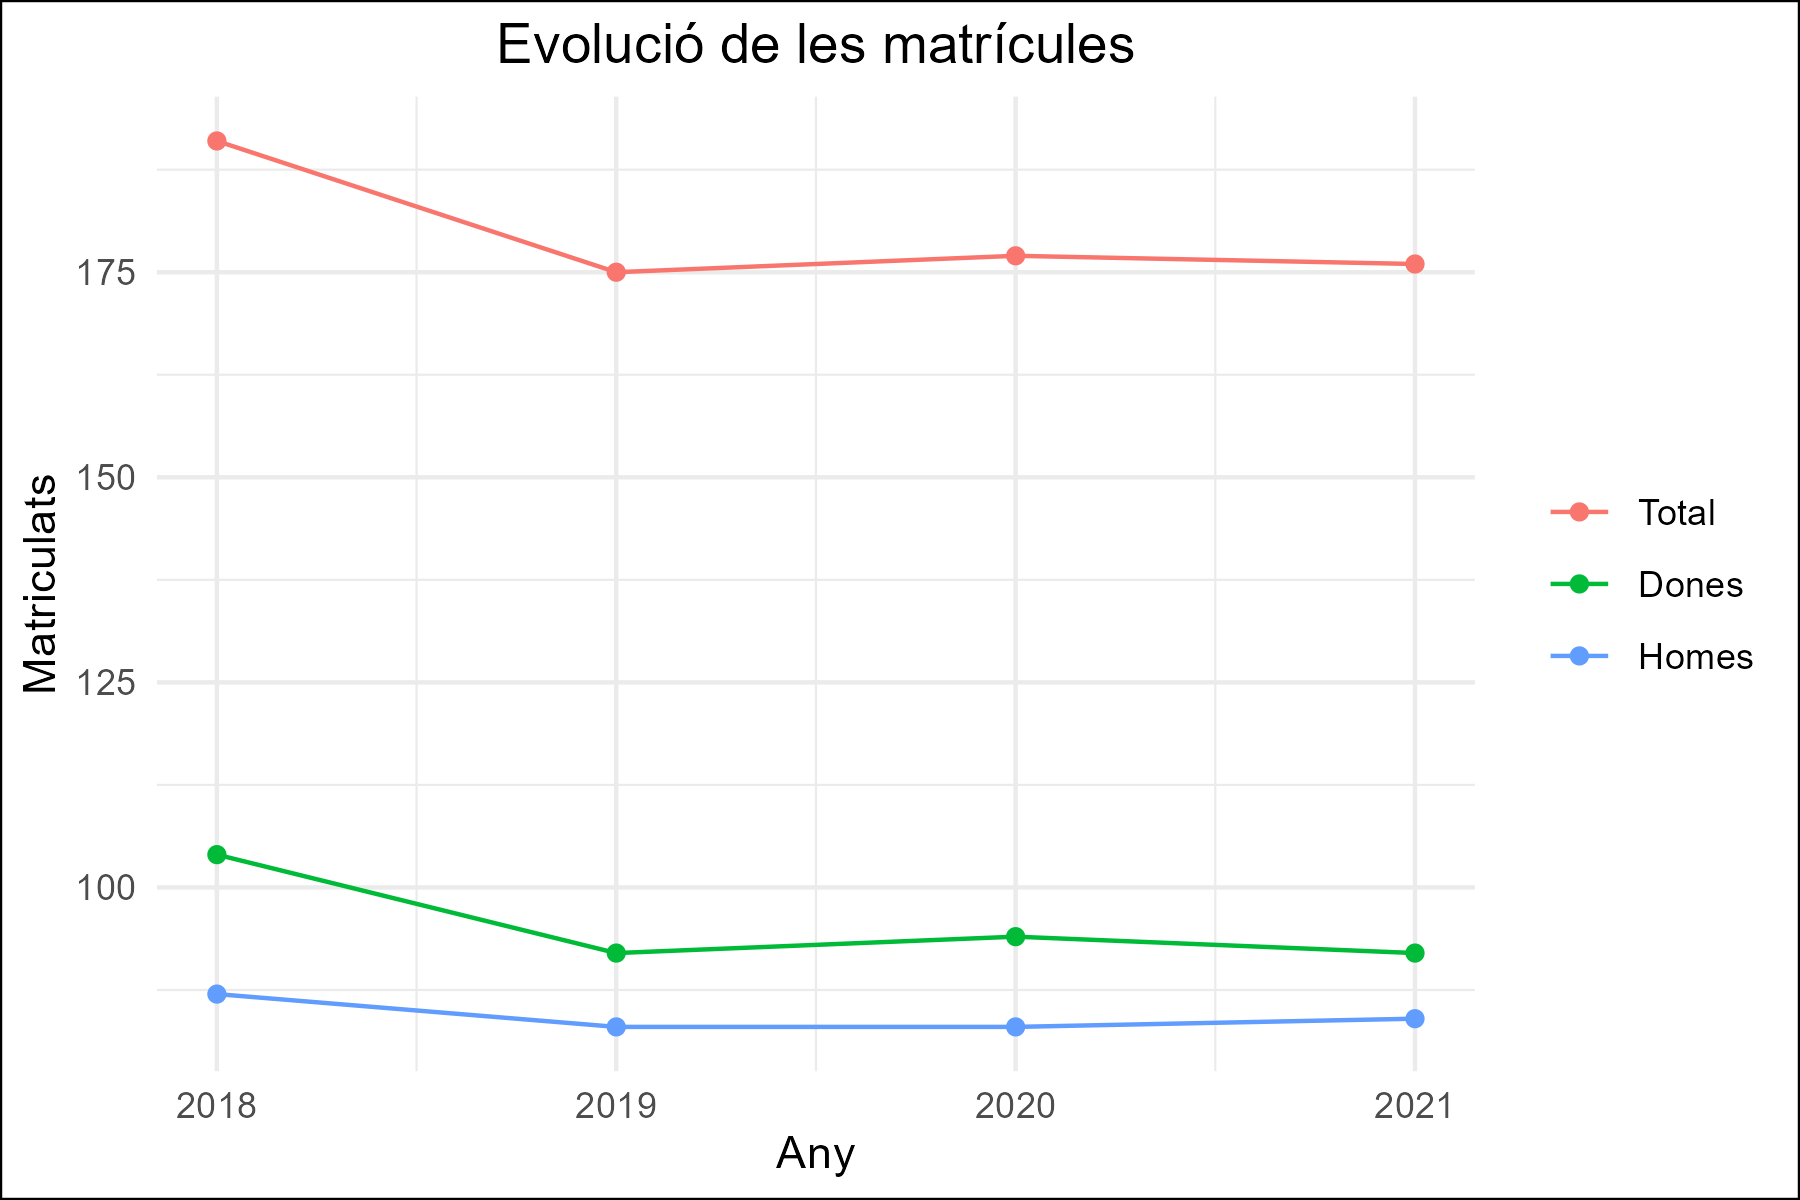 Evolució de les matrícules
Matriculats
175
150
125
100
2018 2019 2020 2021
Any
Total
Dones
Homes